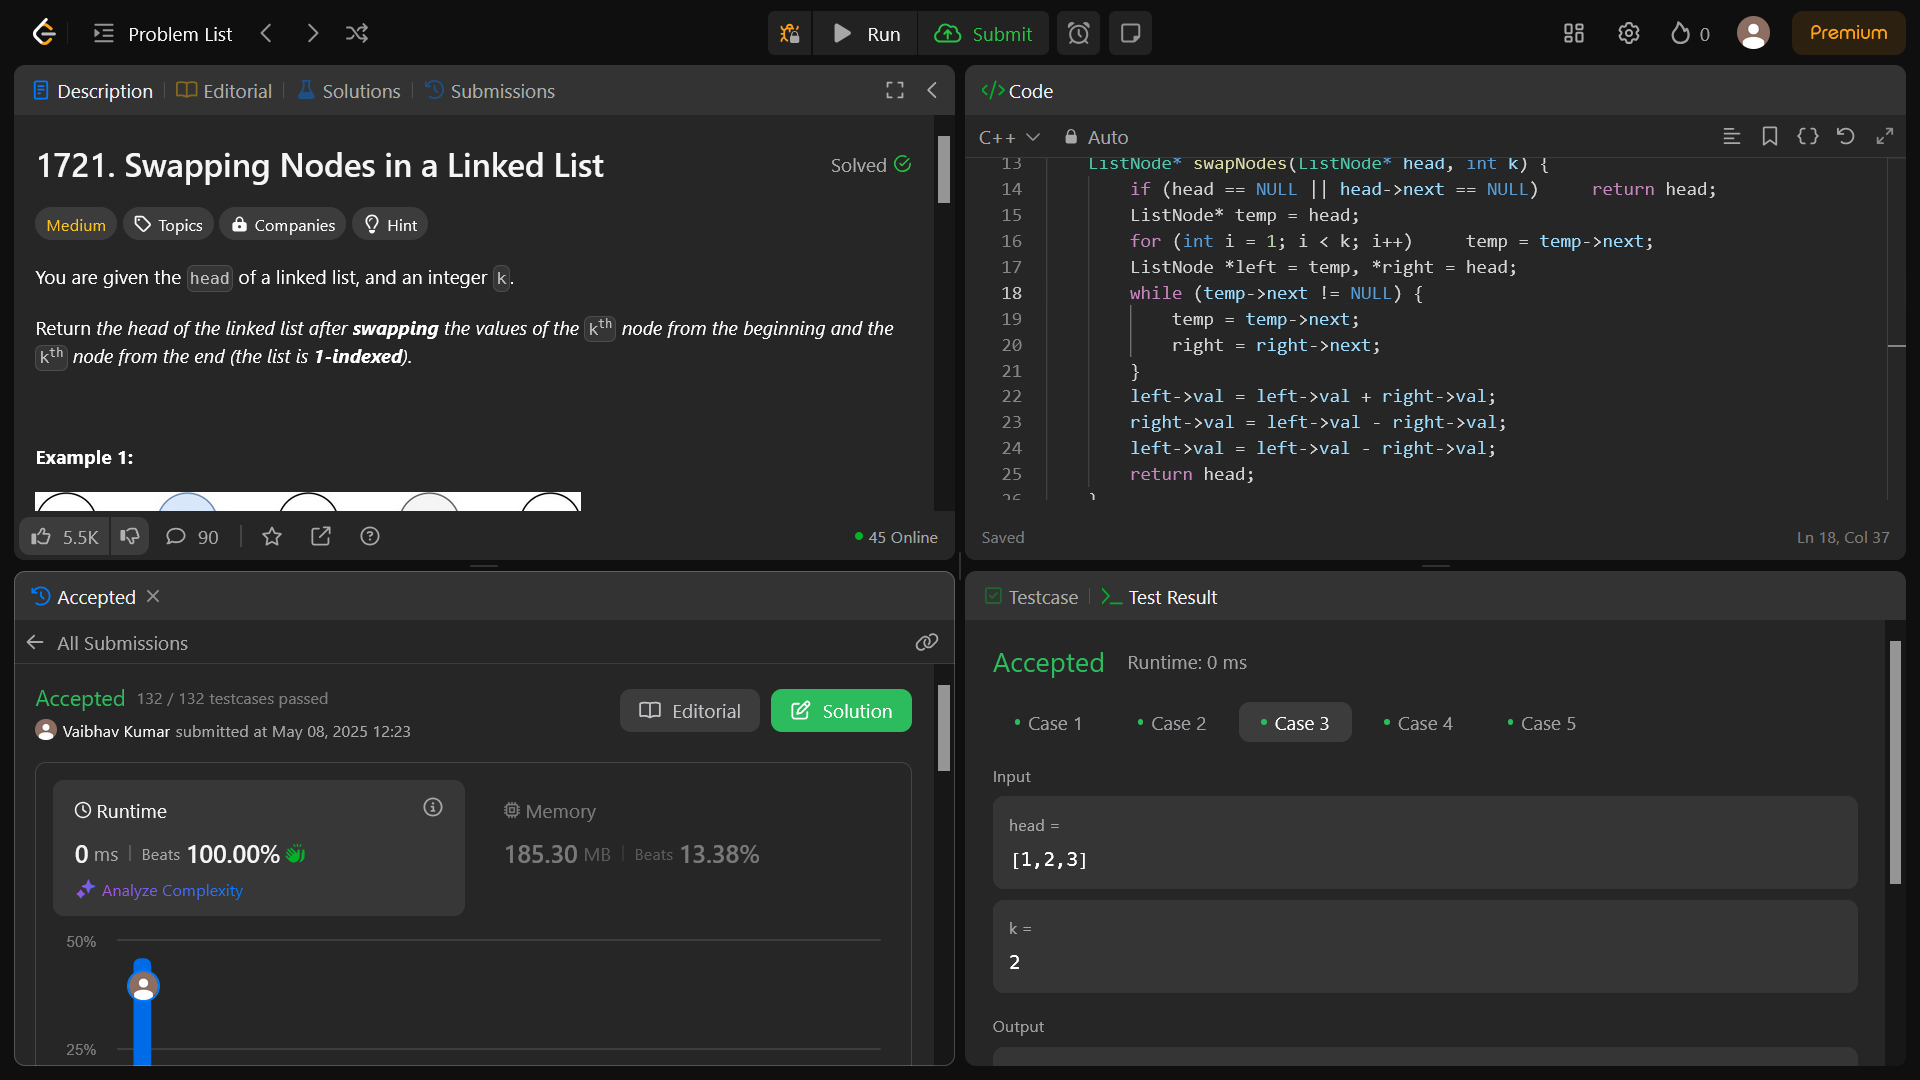 Problem List
Run
Submit
0
Premium
Description
Editorial
Solutions
Submissions
1721. Swapping Nodes in a Linked List
Solved
Medium
Topics
Companies
Hint
You are given the head of a linked list, and an integer k.
Return the head of the linked list after swapping the values of the kth node from the beginning and the
kth node from the end (the list is 1-indexed).
Example 1:
5.5K
90
45 Online
Code
C++
Auto
13 ListNode* swapNodes(ListNode* head, int k) {
14 if (head == NULL || head->next == NULL) return head;
15 ListNode* temp = head;
16 for (int i = 1; i < k; i++) temp = temp->next;
17 ListNode *left = temp, *right = head;
18 while (temp->next != NULL) {
19 temp = temp->next;
20 right = right->next;
21 }
22 left->val = left->val + right->val;
23 right->val = left->val - right->val;
24 left->val = left->val - right->val;
25 return head;
26 }
Saved
Ln 18, Col 37
Accepted
All Submissions
Accepted 132 / 132 testcases passed
Vaibhav Kumar submitted at May 08, 2025 12:23
Editorial
Solution
Runtime
0 ms | Beats 100.00%
Analyze Complexity
Memory
185.30 MB | Beats 13.38%
50%
25%
Testcase
Test Result
Accepted Runtime: 0 ms
Case 1
Case 2
Case 3
Case 4
Case 5
Input
head =
[1,2,3]
k =
2
Output